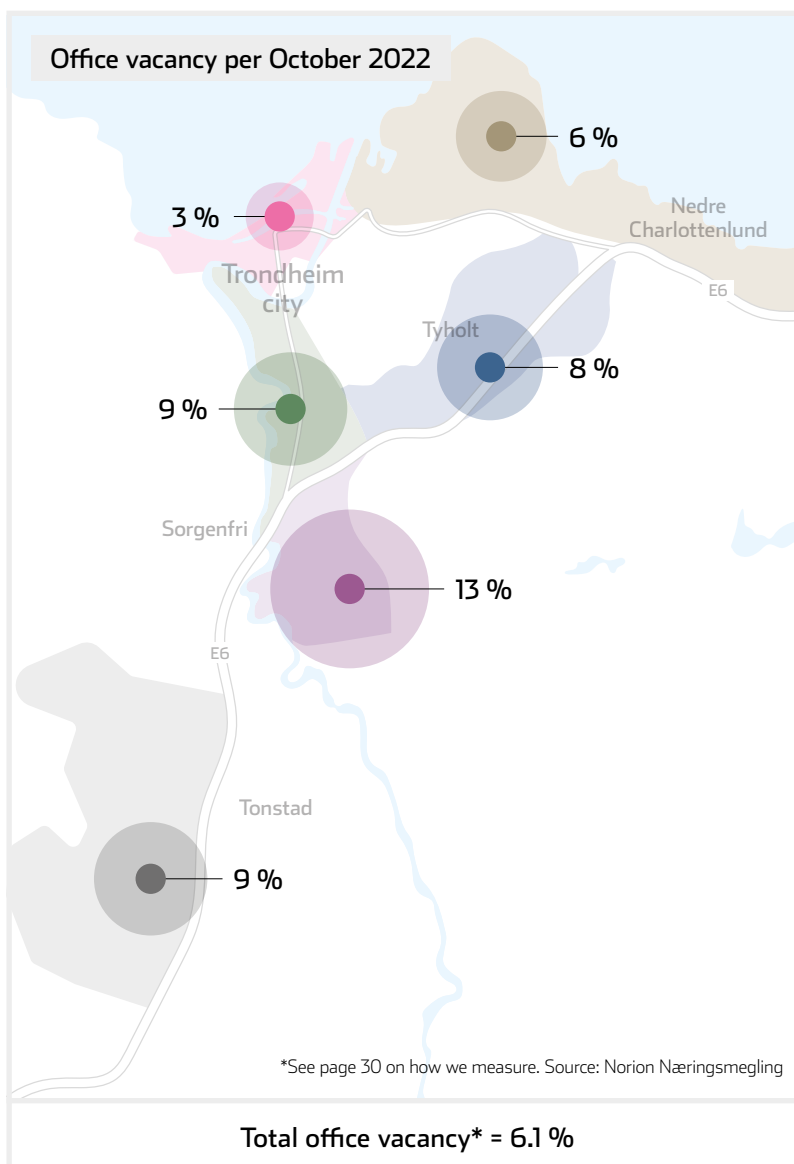 Office vacancy per October 2022
6 %
3 %
Nedre
Charlottenlund
Trondheim
city
E6
Tyholt
8 %
9 %
Sorgenfri
13 %
E6
Tonstad
9 %
*See page 30 on how we measure. Source: Norion Næringsmegling
Total office vacancy* = 6.1 %